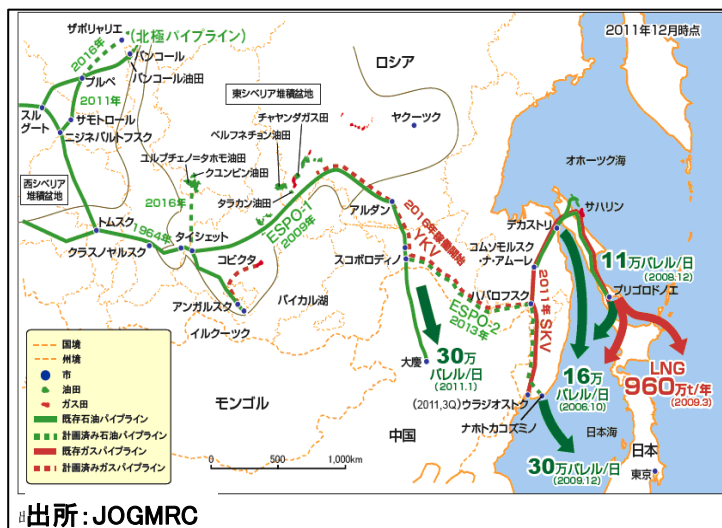 2011年12月時点
ザポリャリエ
(北極パイプライン)
2016年
バンコール
バンコール油田
プルペ
2011年
スル
グート
サモトロール
ニジネバルトフスク
西シベリア
堆積盆地
東シベリア堆積盆地
チャヤンダガス田
ベルフネチョン油田
ユルブチェノ=タホモ油田
クユンビン油田
タラカン油田
2016年
ロシア
ヤクーツク
オホーツク海
トムスク
1964年
タイシェット
クラスノヤルスク
ESPO-1
2009年
コビクタ
アンガルスク
イルクーツク
バイカル湖
アルダン
2016年稼働開始
YKV
スコボロディノ
ESPO-2
2013年
デカストリ
サハリン
コムソモルスク
・ナ・アムーレ
ハバロフスク
2011年 SKV
11万バレル/日
(2008.12)
プリゴロドノエ
LNG
960万t/年
(2009.3)
16万
バレル/日
(2006.10)
30万
バレル/日
(2011.1)
大慶
(2011,3Q)ウラジオストク
ナホトカコズミノ
30万バレル/日
(2009.12)
日本海
日本
東京
モンゴル
中国
0 500 1,000km
国境
州境
市
油田
ガス田
既存石油パイプライン
計画済み石油パイプライン
既存ガスパイプライン
計画済みガスパイプライン
出所:JOGMRC